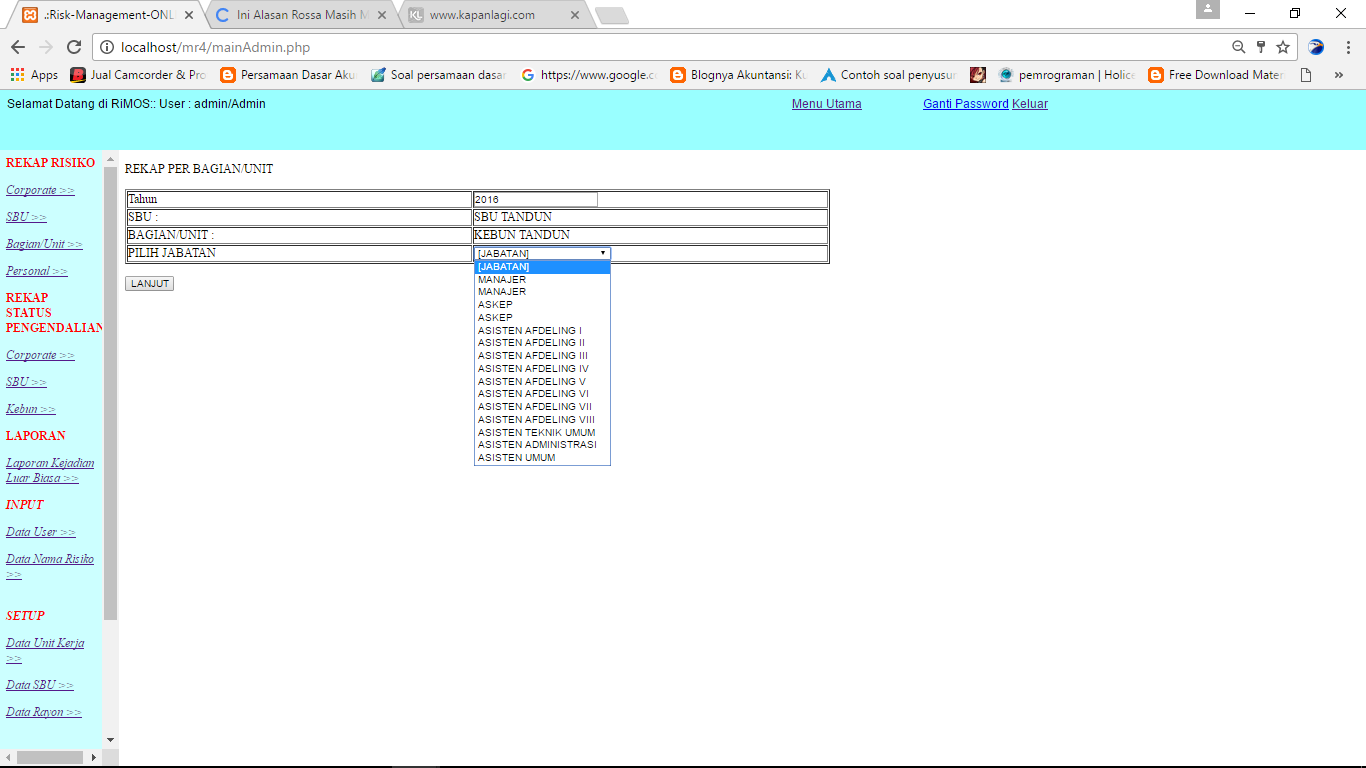 .:Risk-Management-ONL
Ini Alasan Rossa Masih M
KL www.kapanlagi.com
localhost/mr4/mainAdmin.php
Apps
Jual Camcorder & Pro
Persamaan Dasar Aku
Soal persamaan dasar
https://www.google.co
Blognya Akuntansi: Ku
Contoh soal penyusun
pemrograman | Holice
Free Download Mater
»
Selamat Datang di RiMOS:: User : admin/Admin
Menu Utama
Ganti Password Keluar
REKAP RISIKO
Corporate >>
SBU >>
Bagian/Unit >>
Personal >>
REKAP
STATUS
PENGENDALIAN
Corporate >>
SBU >>
Kebun >>
LAPORAN
Laporan Kejadian
Luar Biasa >>
INPUT
Data User >>
Data Nama Risiko
>>
SETUP
Data Unit Kerja
>>
Data SBU >>
Data Rayon >>
REKAP PER BAGIAN/UNIT
Tahun 2016
SBU : SBU TANDUN
BAGIAN/UNIT : KEBUN TANDUN
PILIH JABATAN [JABATAN]
[JABATAN]
MANAJER
MANAJER
ASKEP
ASKEP
ASISTEN AFDELING I
ASISTEN AFDELING II
ASISTEN AFDELING III
ASISTEN AFDELING IV
ASISTEN AFDELING V
ASISTEN AFDELING VI
ASISTEN AFDELING VII
ASISTEN AFDELING VIII
ASISTEN TEKNIK UMUM
ASISTEN ADMINISTRASI
ASISTEN UMUM
LANJUT